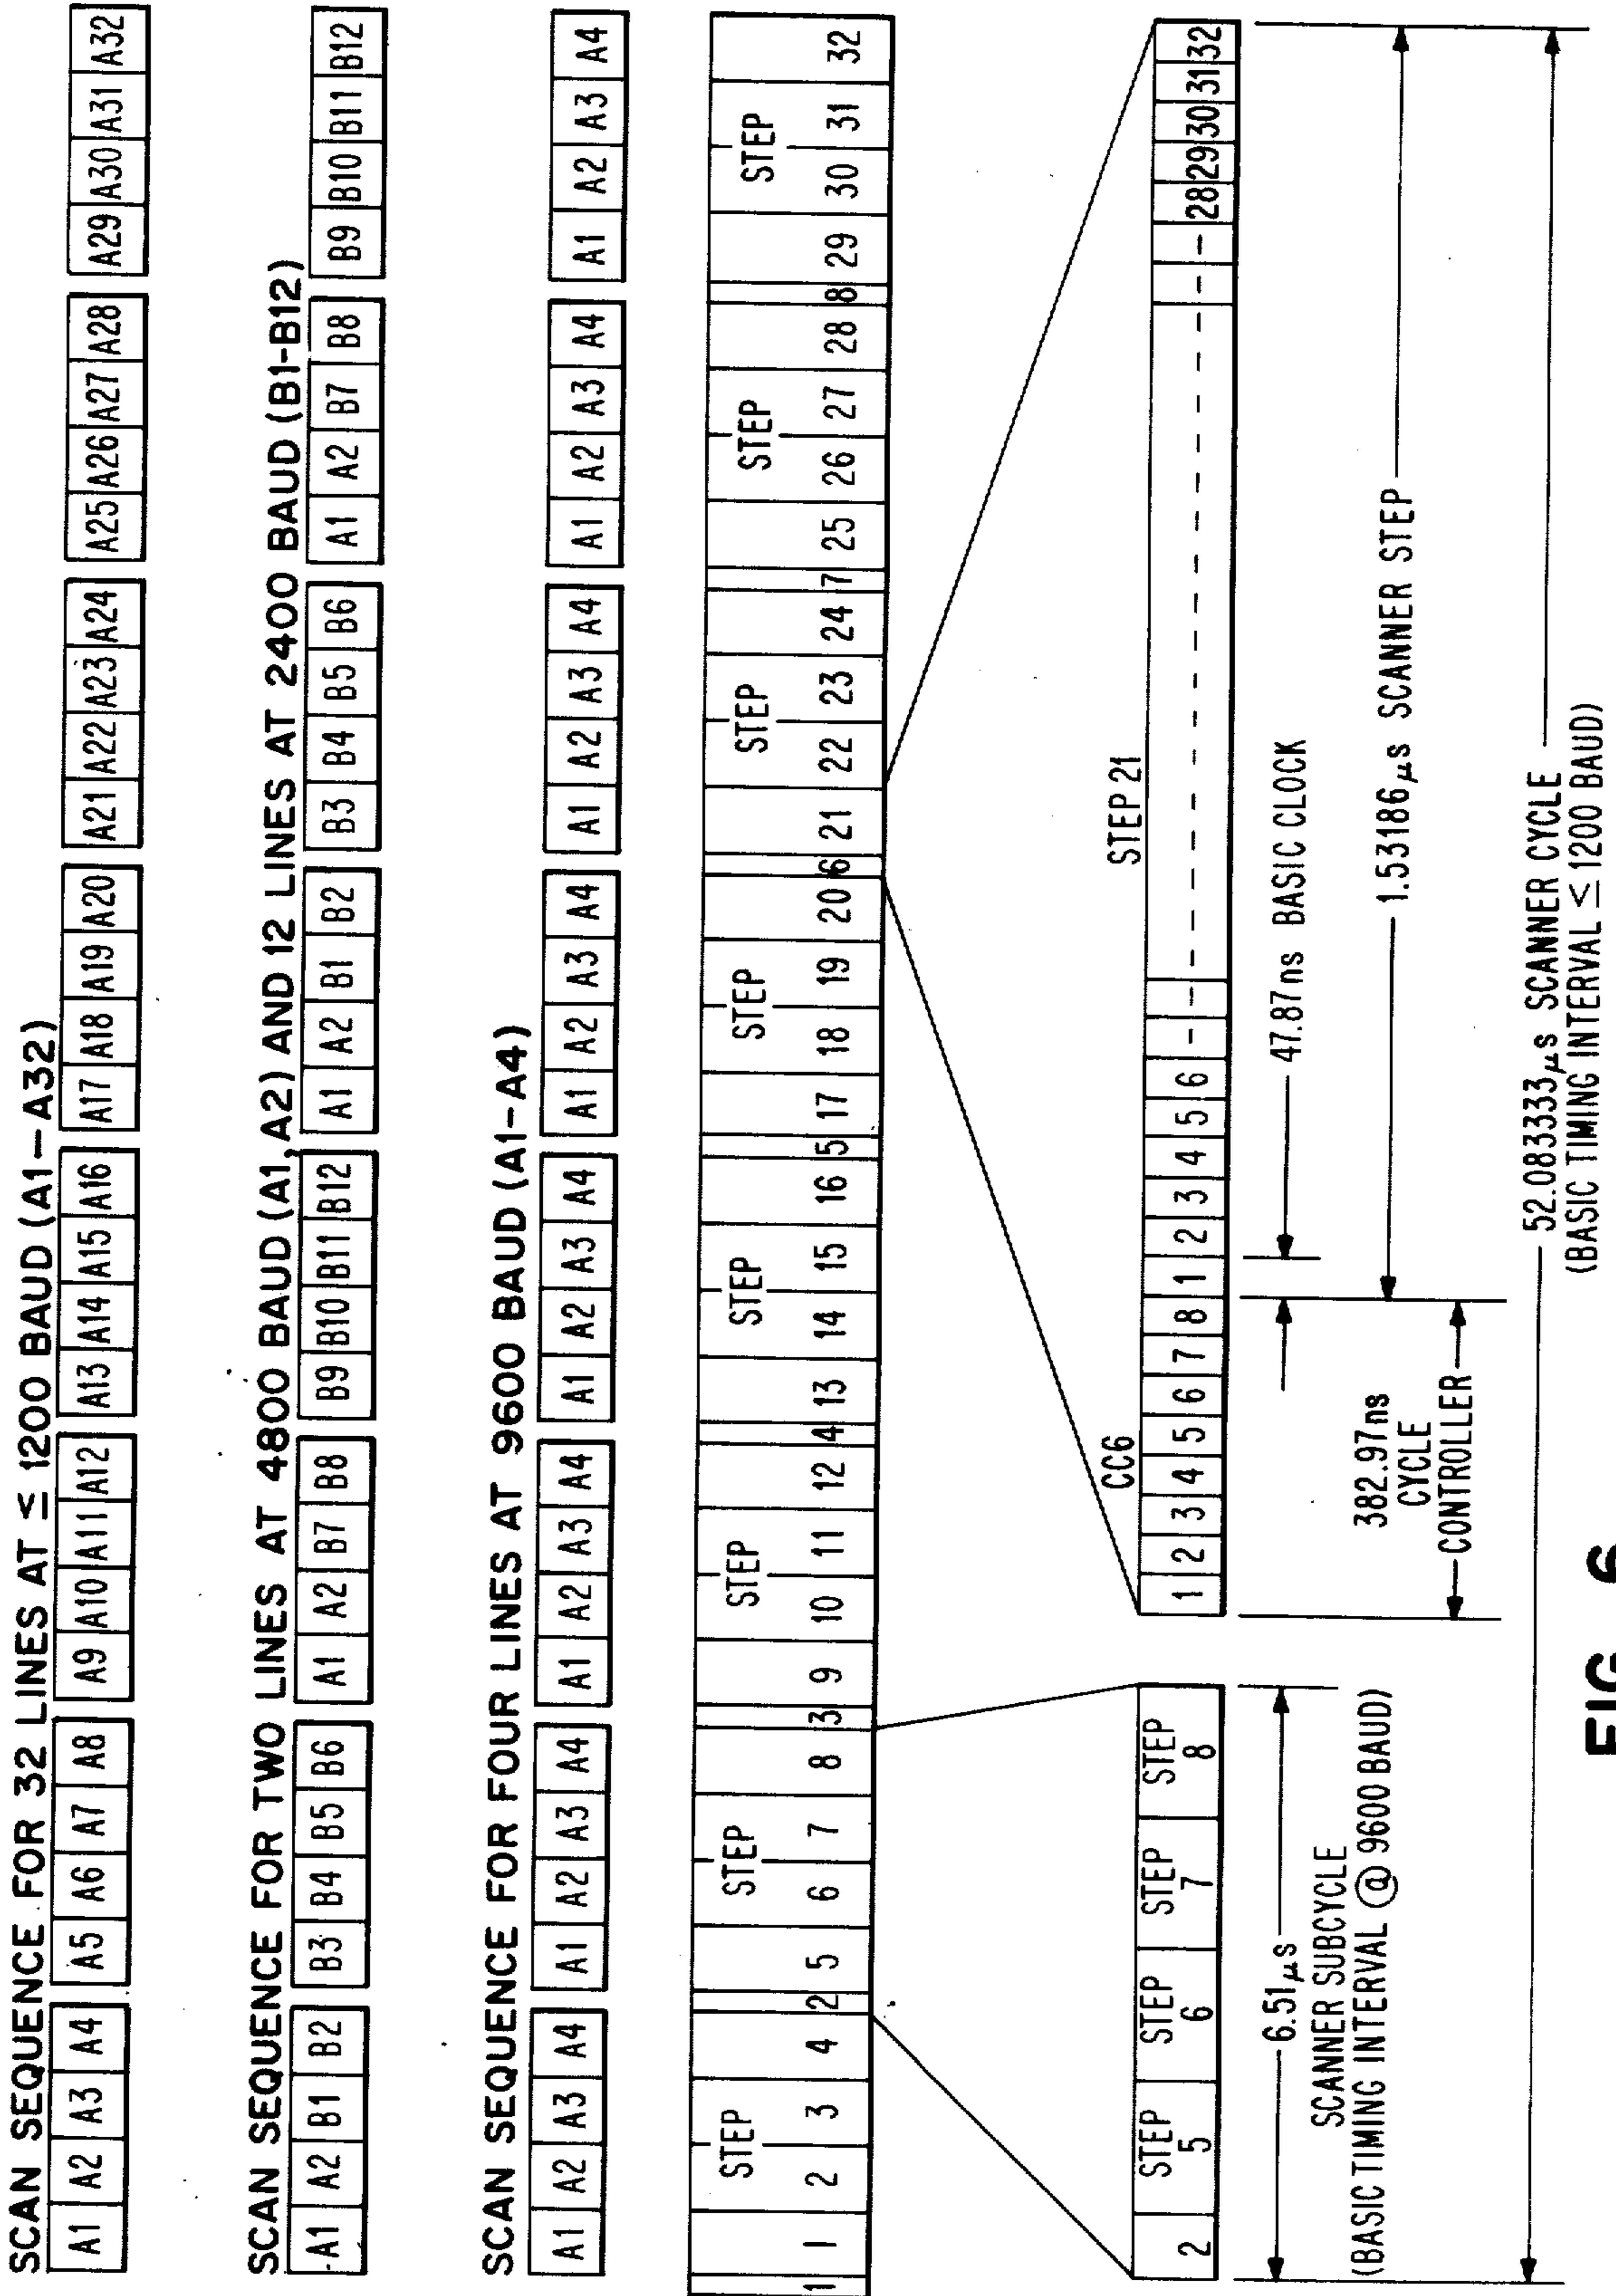 SCAN SEQUENCE FOR 32 LINES AT ≤ 1200 BAUD (A1-A32)
A1 A2 A3 A4 A5 A6 A7 A8 A9 A10 A11 A12 A13 A14 A15 A16 A17 A18 A19 A20 A21 A22 A23 A24 A25 A26 A27 A28 A29 A30 A31 A32
SCAN SEQUENCE FOR TWO LINES AT 4800 BAUD (A1, A2) AND 12 LINES AT 2400 BAUD (B1-B12)
A1 A2 B1 B2 B3 B4 B5 B6 A1 A2 B7 B8 B9 B10 B11 B12 A1 A2 B1 B2 B3 B4 B5 B6 A1 A2 B7 B8 B9 B10 B11 B12
SCAN SEQUENCE FOR FOUR LINES AT 9600 BAUD (A1-A4)
A1 A2 A3 A4 A1 A2 A3 A4 A1 A2 A3 A4 A1 A2 A3 A4 A1 A2 A3 A4 A1 A2 A3 A4 A1 A2 A3 A4 A1 A2 A3 A4
STEP STEP STEP STEP STEP STEP STEP STEP
1 1 2 3 4 2 5 6 7 8 3 9 10 11 12 4 13 14 15 16 5 17 18 19 20 6 21 22 23 24 7 25 26 27 28 8 29 30 31 32
2 STEP 5 STEP 6 STEP 7 STEP 8
6.51μs
SCANNER SUBCYCLE
(BASIC TIMING INTERVAL @ 9600 BAUD)
CC6 STEP 21
1 2 3 4 5 6 7 8 1 2 3 4 5 6 28 29 30 31 32
47.87ns BASIC CLOCK
382.97ns
CYCLE
CONTROLLER
1.53186μs SCANNER STEP
52.083333μs SCANNER CYCLE
(BASIC TIMING INTERVAL ≤ 1200 BAUD)
FIG. 6